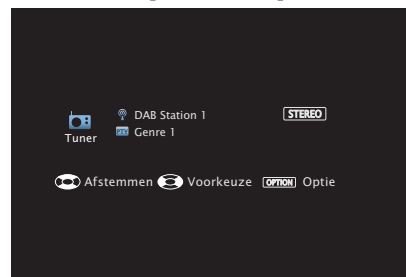 DAB Station 1
STEREO
Tuner
Genre 1
Afstemmen Voorkeuze OPTION Optie